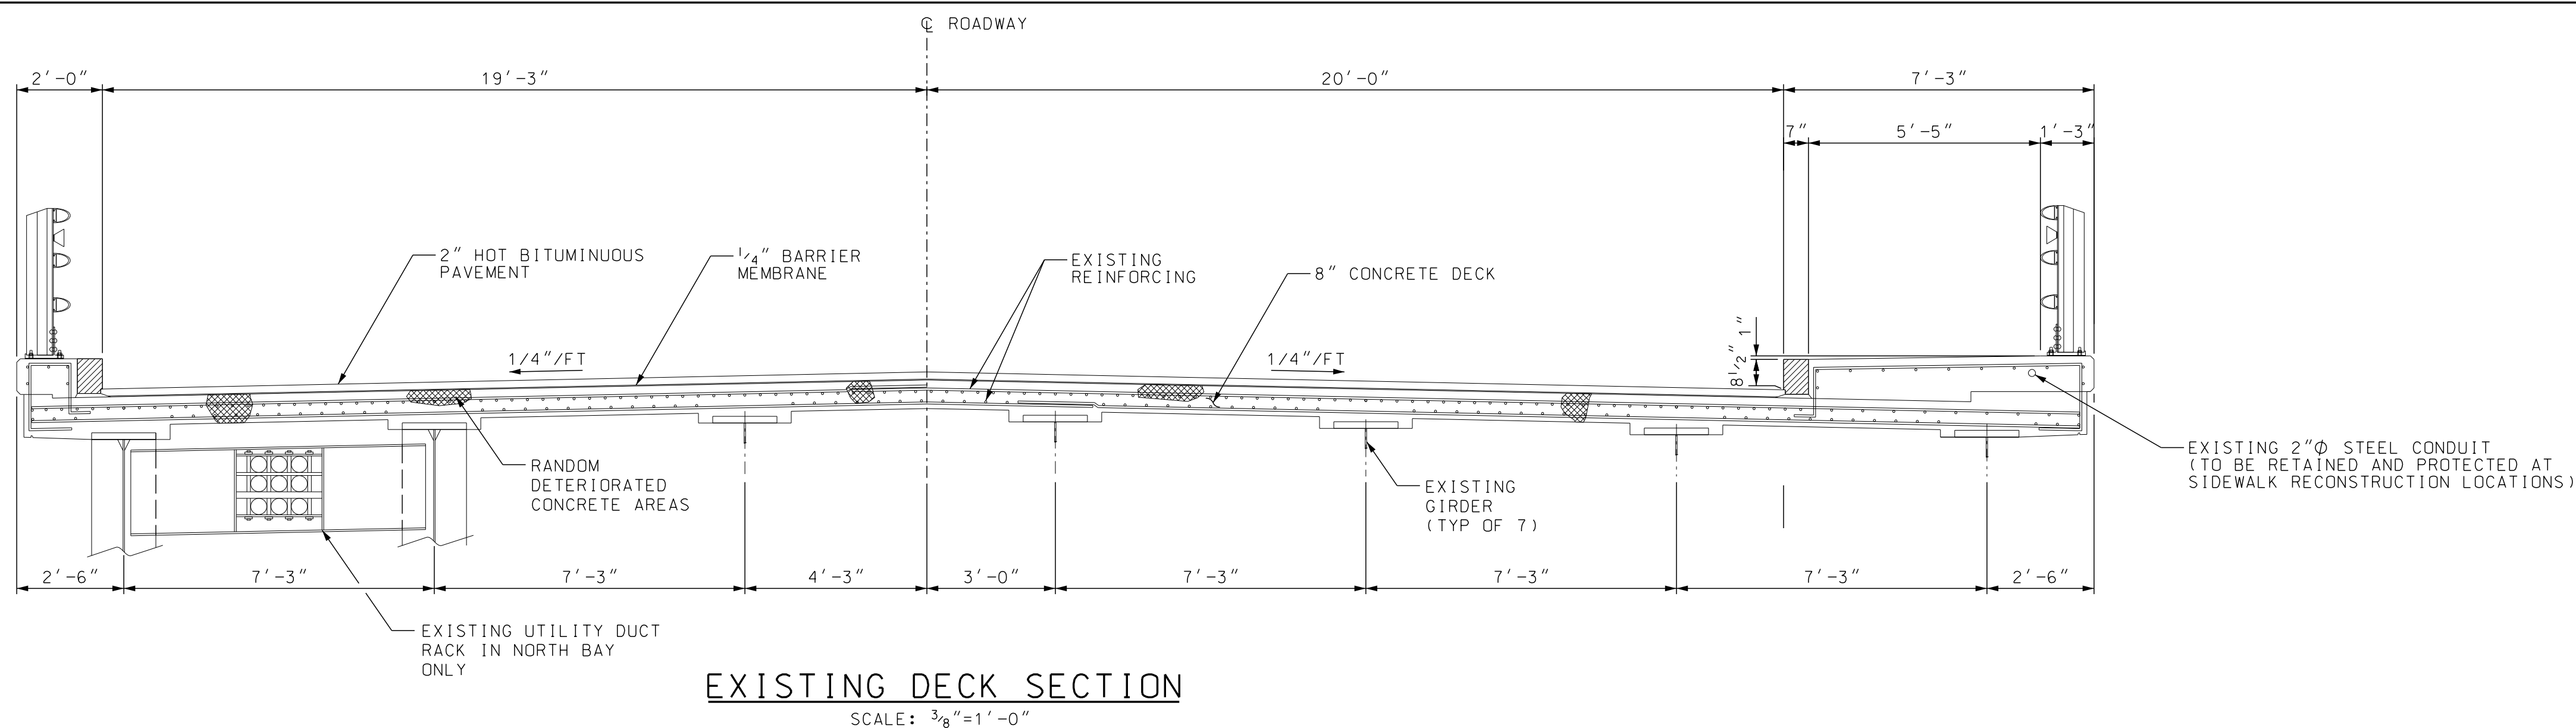 ℄ ROADWAY
2'-0"
19'-3"
20'-0"
7'-3"
7"
5'-5"
1'-3"
2" HOT BITUMINUOUS
PAVEMENT
1/4" BARRIER
MEMBRANE
EXISTING
REINFORCING
8" CONCRETE DECK
1/4"/FT
1/4"/FT
8 1/2"
1"
RANDOM
DETERIORATED
CONCRETE AREAS
EXISTING
GIRDER
(TYP OF 7)
EXISTING 2"Φ STEEL CONDUIT
(TO BE RETAINED AND PROTECTED AT
SIDEWALK RECONSTRUCTION LOCATIONS)
2'-6"
7'-3"
7'-3"
4'-3"
3'-0"
7'-3"
7'-3"
7'-3"
2'-6"
EXISTING UTILITY DUCT
RACK IN NORTH BAY
ONLY
EXISTING DECK SECTION
SCALE: 3/8"=1'-0"